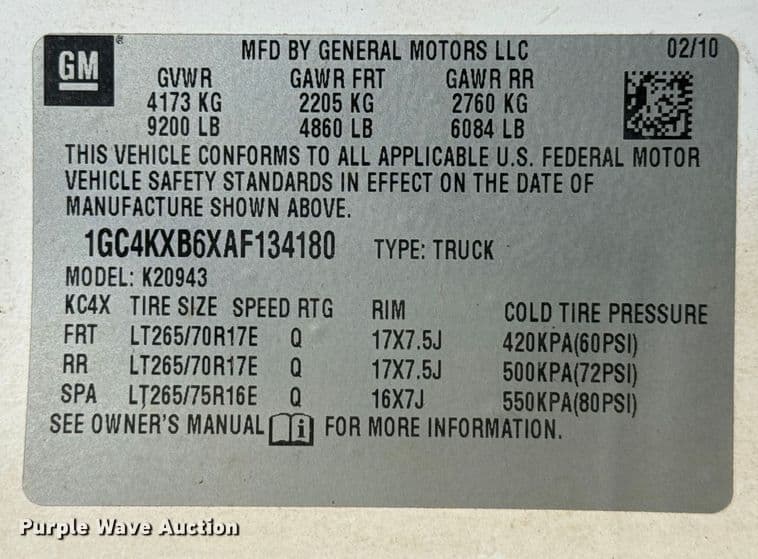 GM
MFD BY GENERAL MOTORS LLC 02/10
GVWR GAWR FRT GAWR RR
4173 KG 2205 KG 2760 KG
9200 LB 4860 LB 6084 LB
THIS VEHICLE CONFORMS TO ALL APPLICABLE U.S. FEDERAL MOTOR
VEHICLE SAFETY STANDARDS IN EFFECT ON THE DATE OF
MANUFACTURE SHOWN ABOVE.
1GC4KXB6XAF134180 TYPE: TRUCK
MODEL: K20943
KC4X TIRE SIZE SPEED RTG RIM COLD TIRE PRESSURE
FRT LT265/70R17E Q 17X7.5J 420KPA(60PSI)
RR LT265/70R17E Q 17X7.5J 500KPA(72PSI)
SPA LT265/75R16E Q 16X7J 550KPA(80PSI)
SEE OWNER'S MANUAL i FOR MORE INFORMATION.
Purple Wave Auction